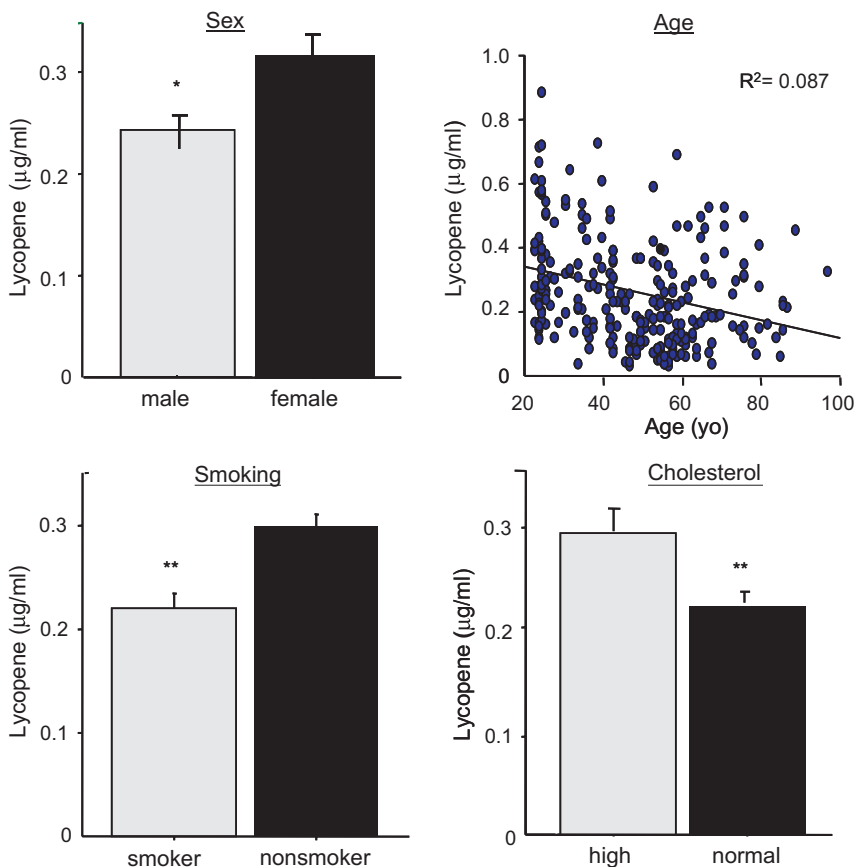 Sex
Lycopene (μg/ml)
0.3
0.2
0.1
0
*
male
female
Age
Lycopene (μg/ml)
1.0
0.8
0.6
0.4
0.2
0
R²= 0.087
20
40
60
80
100
Age (yo)
Smoking
Lycopene (μg/ml)
0.3
0.2
0.1
0
**
smoker
nonsmoker
Cholesterol
Lycopene (μg/ml)
0.3
0.2
0.1
0
**
high
normal